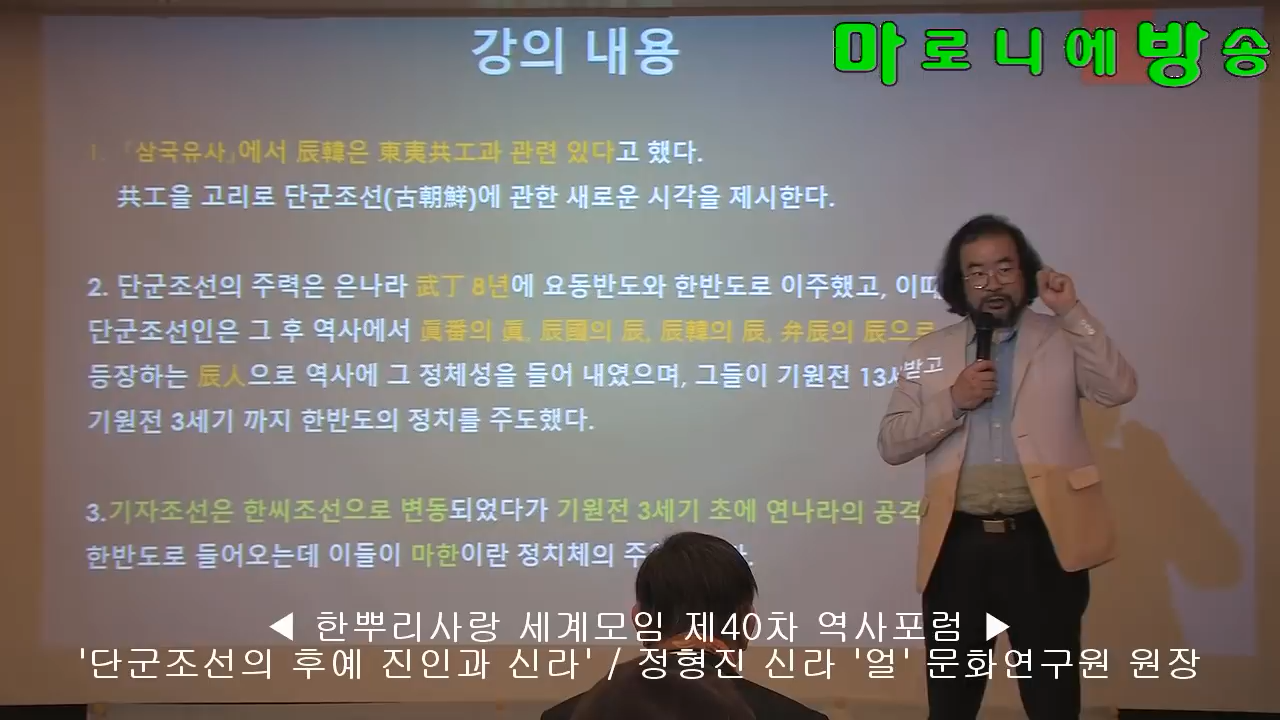 강의 내용
마로니에방송
1. 『삼국유사』에서 辰韓은 東夷共工과 관련 있다고 했다.
共工을 고리로 단군조선(古朝鮮)에 관한 새로운 시각을 제시한다.
2. 단군조선의 주력은 은나라 武丁 8년에 요동반도와 한반도로 이주했고, 이때
단군조선인은 그 후 역사에서 眞番의 眞, 辰國의 辰, 辰韓의 辰, 弁辰의 辰으로
등장하는 辰人으로 역사에 그 정체성을 들어 내였으며, 그들이 기원전 13세
기원전 3세기 까지 한반도의 정치를 주도했다.
3.기자조선은 한씨조선으로 변동되었다가 기원전 3세기 초에 연나라의 공격 받고
한반도로 들어오는데 이들이 마한이란 정치체의
◀ 한뿌리사랑 세계모임 제40차 역사포럼 ▶
'단군조선의 후예 진인과 신라' / 정형진 신라 '얼' 문화연구원 원장